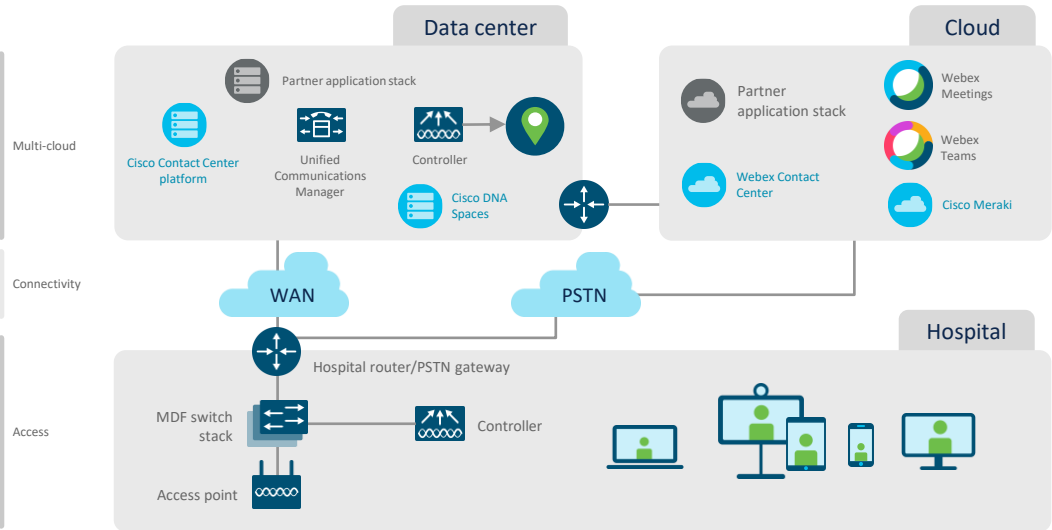 Data center
Cloud
Multi-cloud
Partner application stack
Cisco Contact Center
platform
Unified
Communications
Manager
Controller
Cisco DNA
Spaces
Partner
application stack
Webex
Meetings
Webex
Teams
Webex Contact
Center
Cisco Meraki
Connectivity
WAN
PSTN
Hospital
Access
Hospital router/PSTN gateway
MDF switch
stack
Controller
Access point